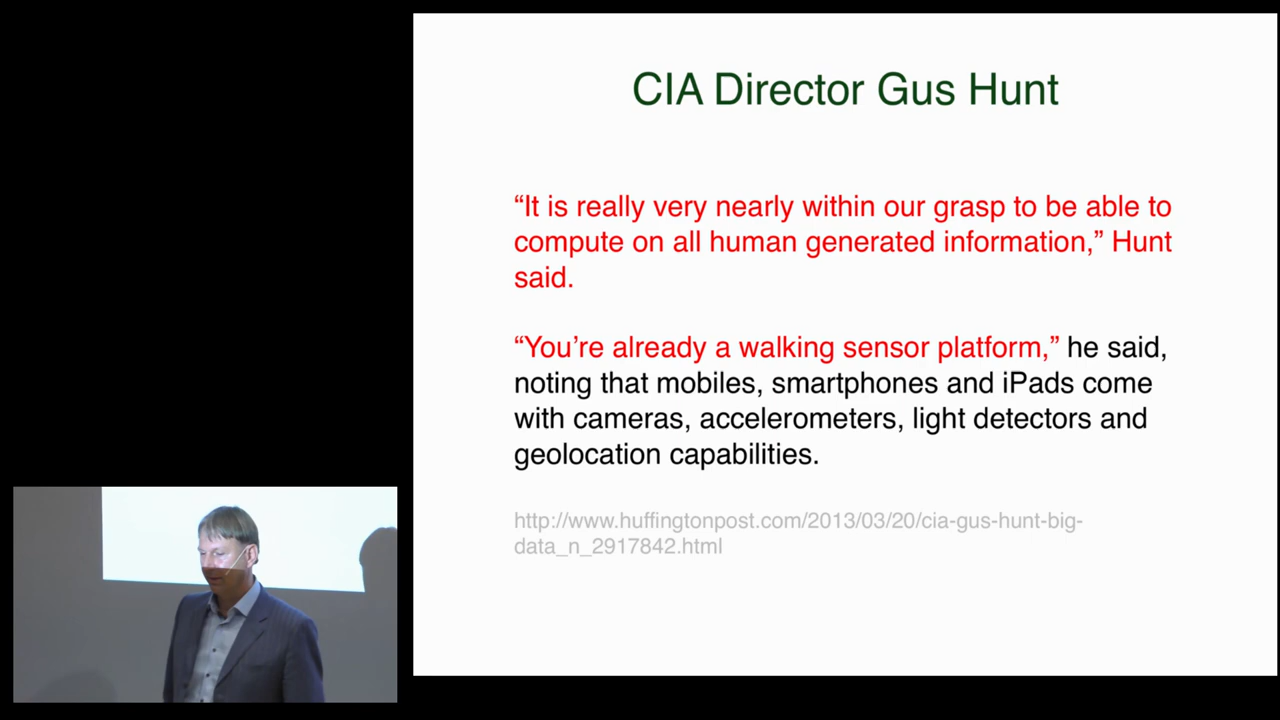 CIA Director Gus Hunt
“It is really very nearly within our grasp to be able to
compute on all human generated information,” Hunt
said.
“You’re already a walking sensor platform,” he said,
noting that mobiles, smartphones and iPads come
with cameras, accelerometers, light detectors and
geolocation capabilities.
http://www.huffingtonpost.com/2013/03/20/cia-gus-hunt-big-
data_n_2917842.html